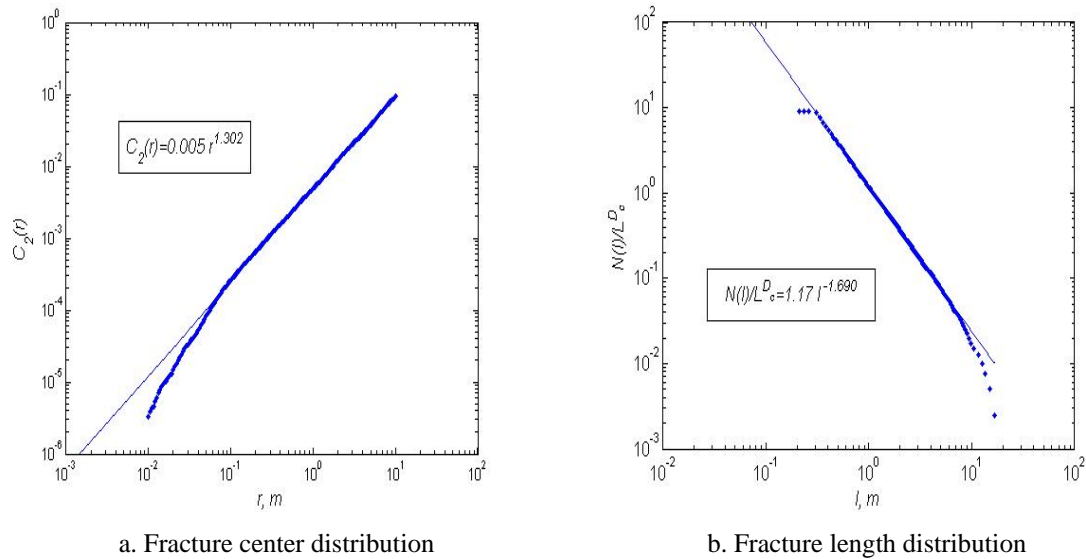 10^0
10^-1
10^-2
10^-3
10^-4
10^-5
10^-6
C_2(r)
C_2(r)=0.005 r^1.302
10^-3 10^-2 10^-1 10^0 10^1 10^2
r, m
a. Fracture center distribution
10^2
10^1
10^0
10^-1
10^-2
10^-3
N(l)/L^D_c
N(l)/L^D_c=1.17 l^-1.690
10^-2 10^-1 10^0 10^1 10^2
l, m
b. Fracture length distribution